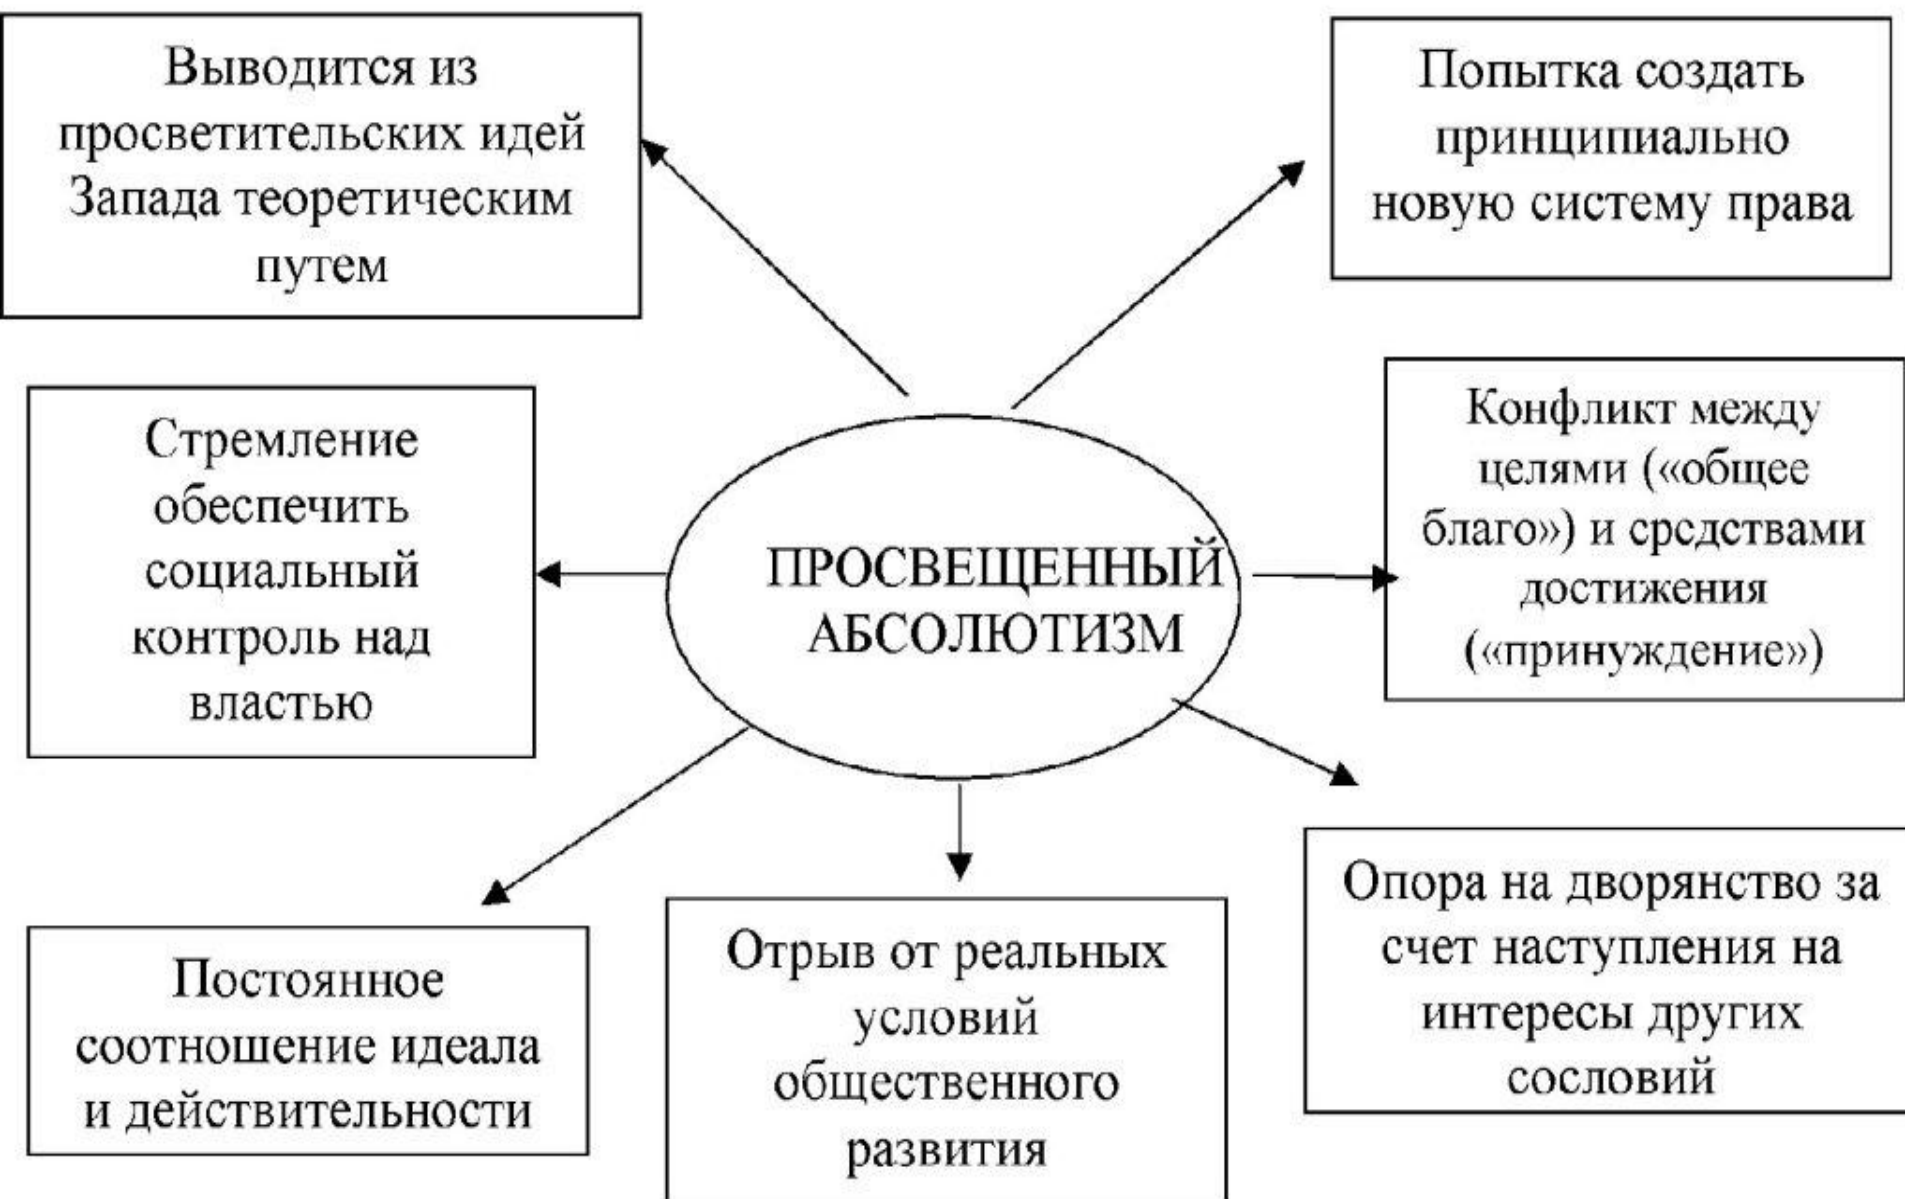 Выводится из
просветительских идей
Запада теоретическим
путем
Попытка создать
принципиально
новую систему права
Стремление
обеспечить
социальный
контроль над
властью
ПРОСВЕЩЕННЫЙ
АБСОЛЮТИЗМ
Конфликт между
целями («общее
благо») и средствами
достижения
(«принуждение»)
Постоянное
соотношение идеала
и действительности
Отрыв от реальных
условий
общественного
развития
Опора на дворянство за
счет наступления на
интересы других
сословий